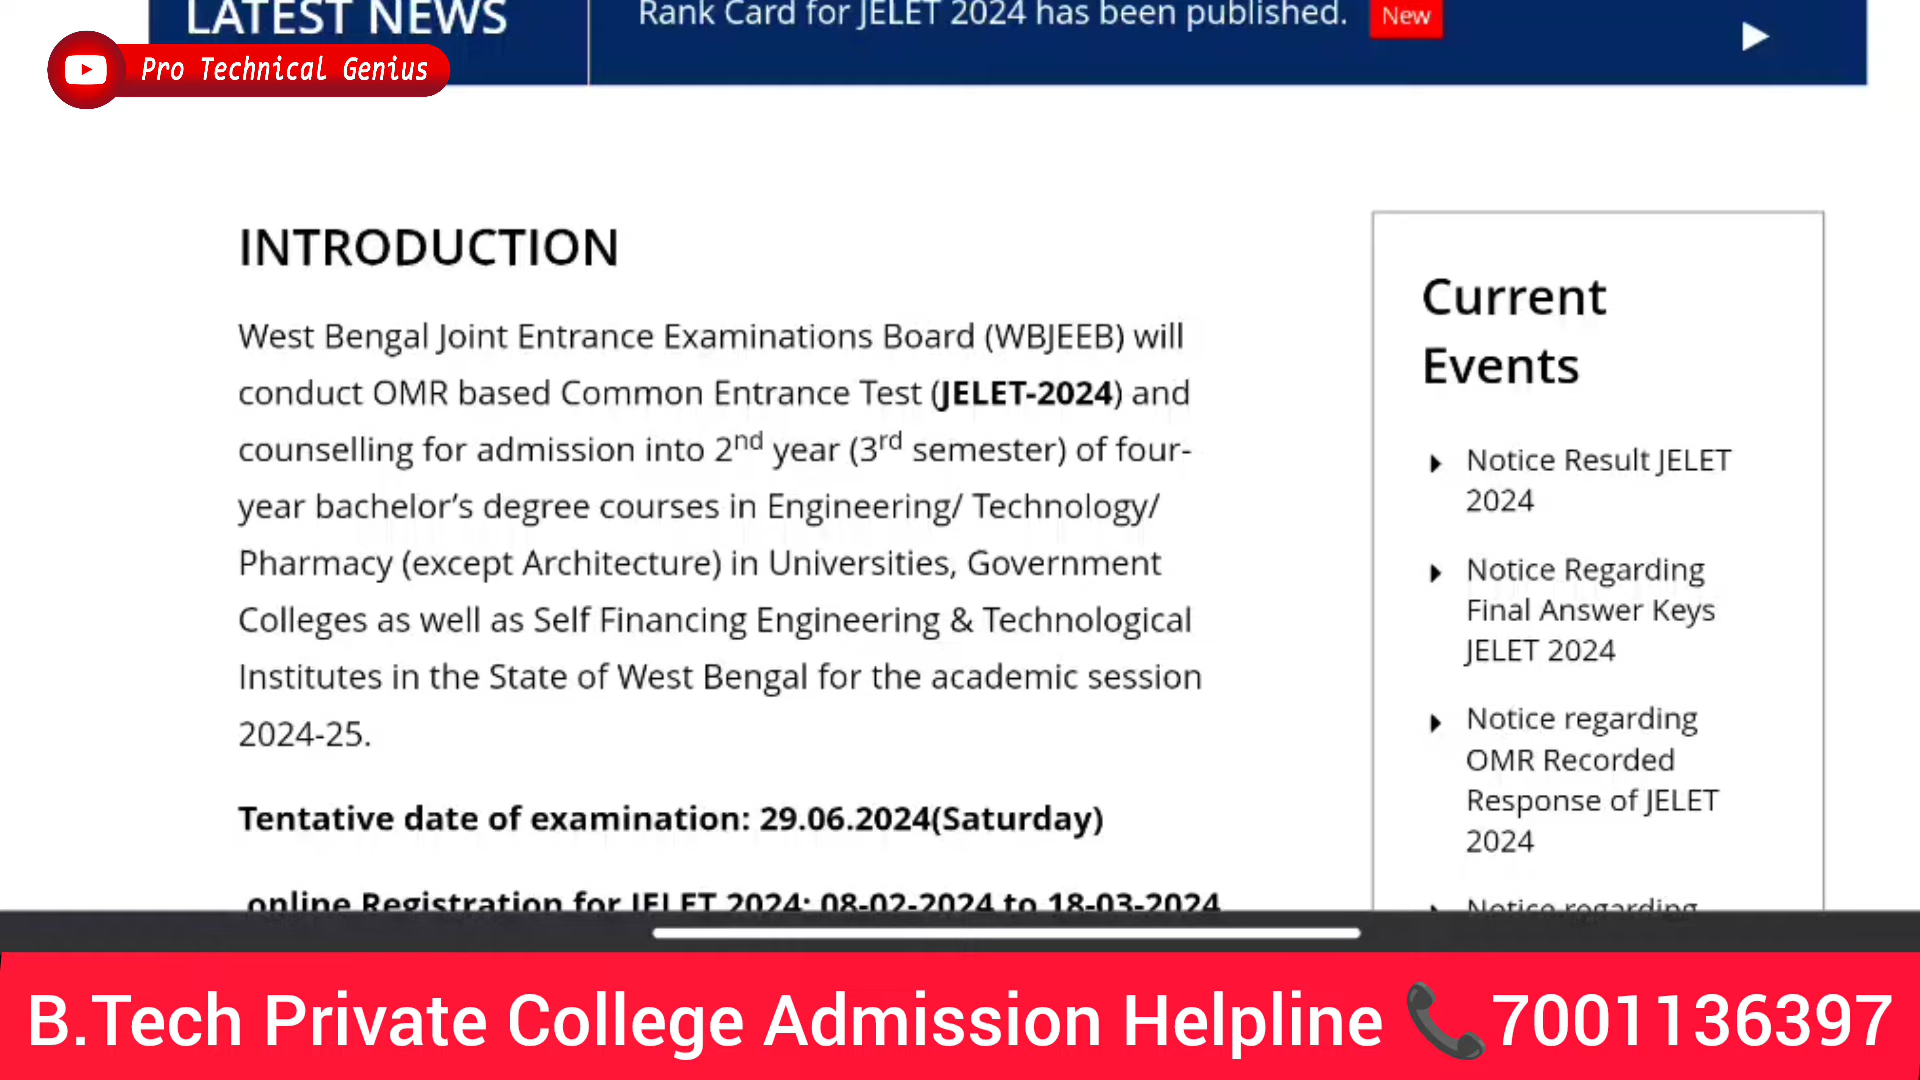 LATEST NEWS
Rank Card for JELET 2024 has been published.
New
Pro Technical Genius
INTRODUCTION
West Bengal Joint Entrance Examinations Board (WBJEEB) will
conduct OMR based Common Entrance Test (JELET-2024) and
counselling for admission into 2nd year (3rd semester) of four-
year bachelor’s degree courses in Engineering/ Technology/
Pharmacy (except Architecture) in Universities, Government
Colleges as well as Self Financing Engineering & Technological
Institutes in the State of West Bengal for the academic session
2024-25.
Tentative date of examination: 29.06.2024(Saturday)
online Registration for JELET 2024: 08-02-2024 to 18-03-2024
Current
Events
Notice Result JELET
2024
Notice Regarding
Final Answer Keys
JELET 2024
Notice regarding
OMR Recorded
Response of JELET
2024
Notice regarding
B.Tech Private College Admission Helpline 📞7001136397